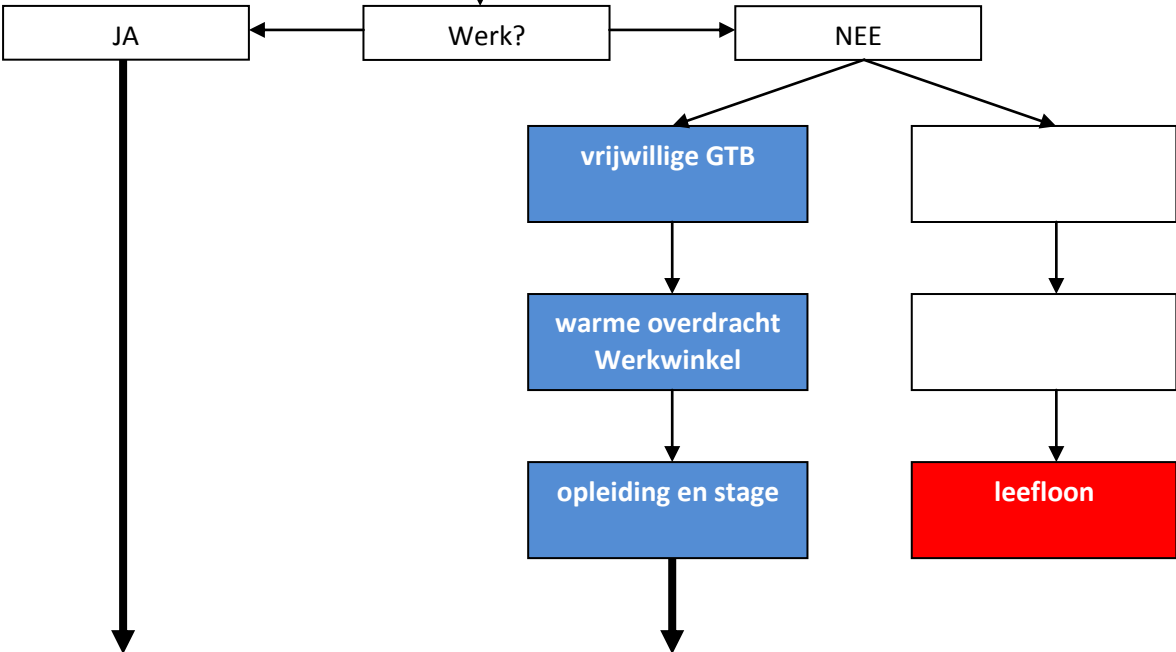 JA
Werk?
NEE
vrijwillige GTB
warme overdracht
Werkwinkel
opleiding en stage
leefloon